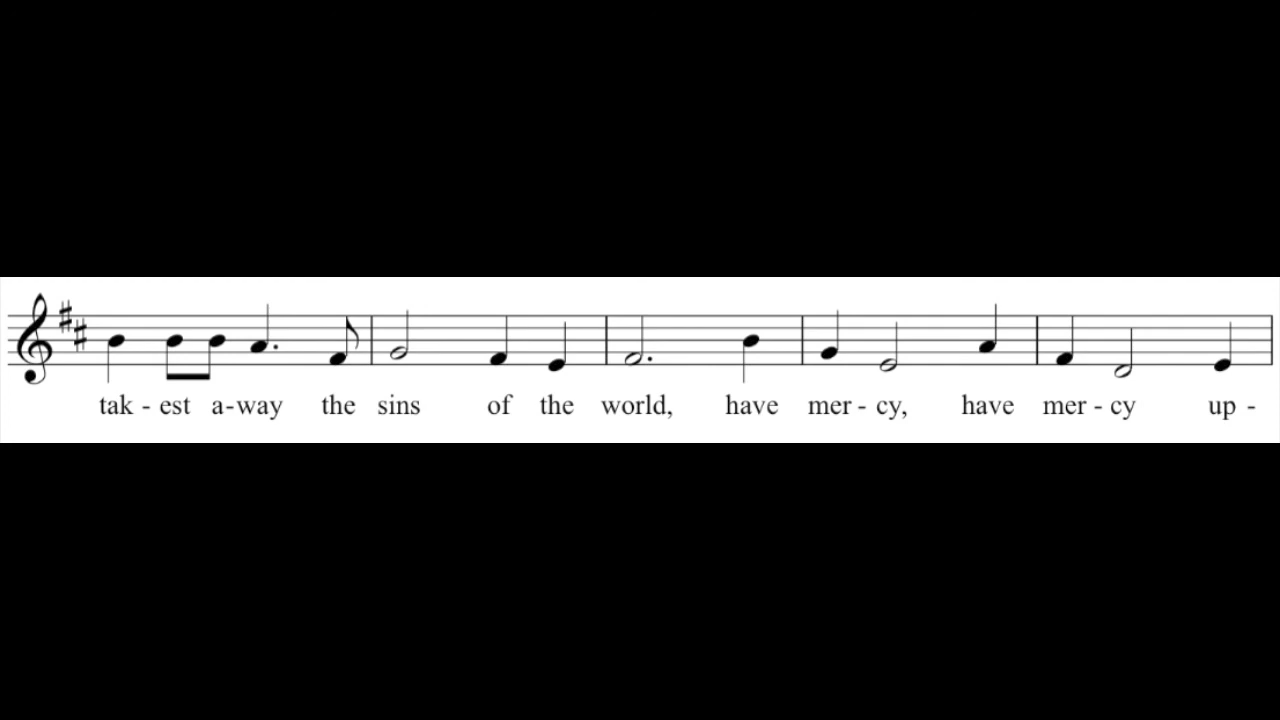 tak - est a-way the sins of the world, have mer - cy, have mer - cy up -